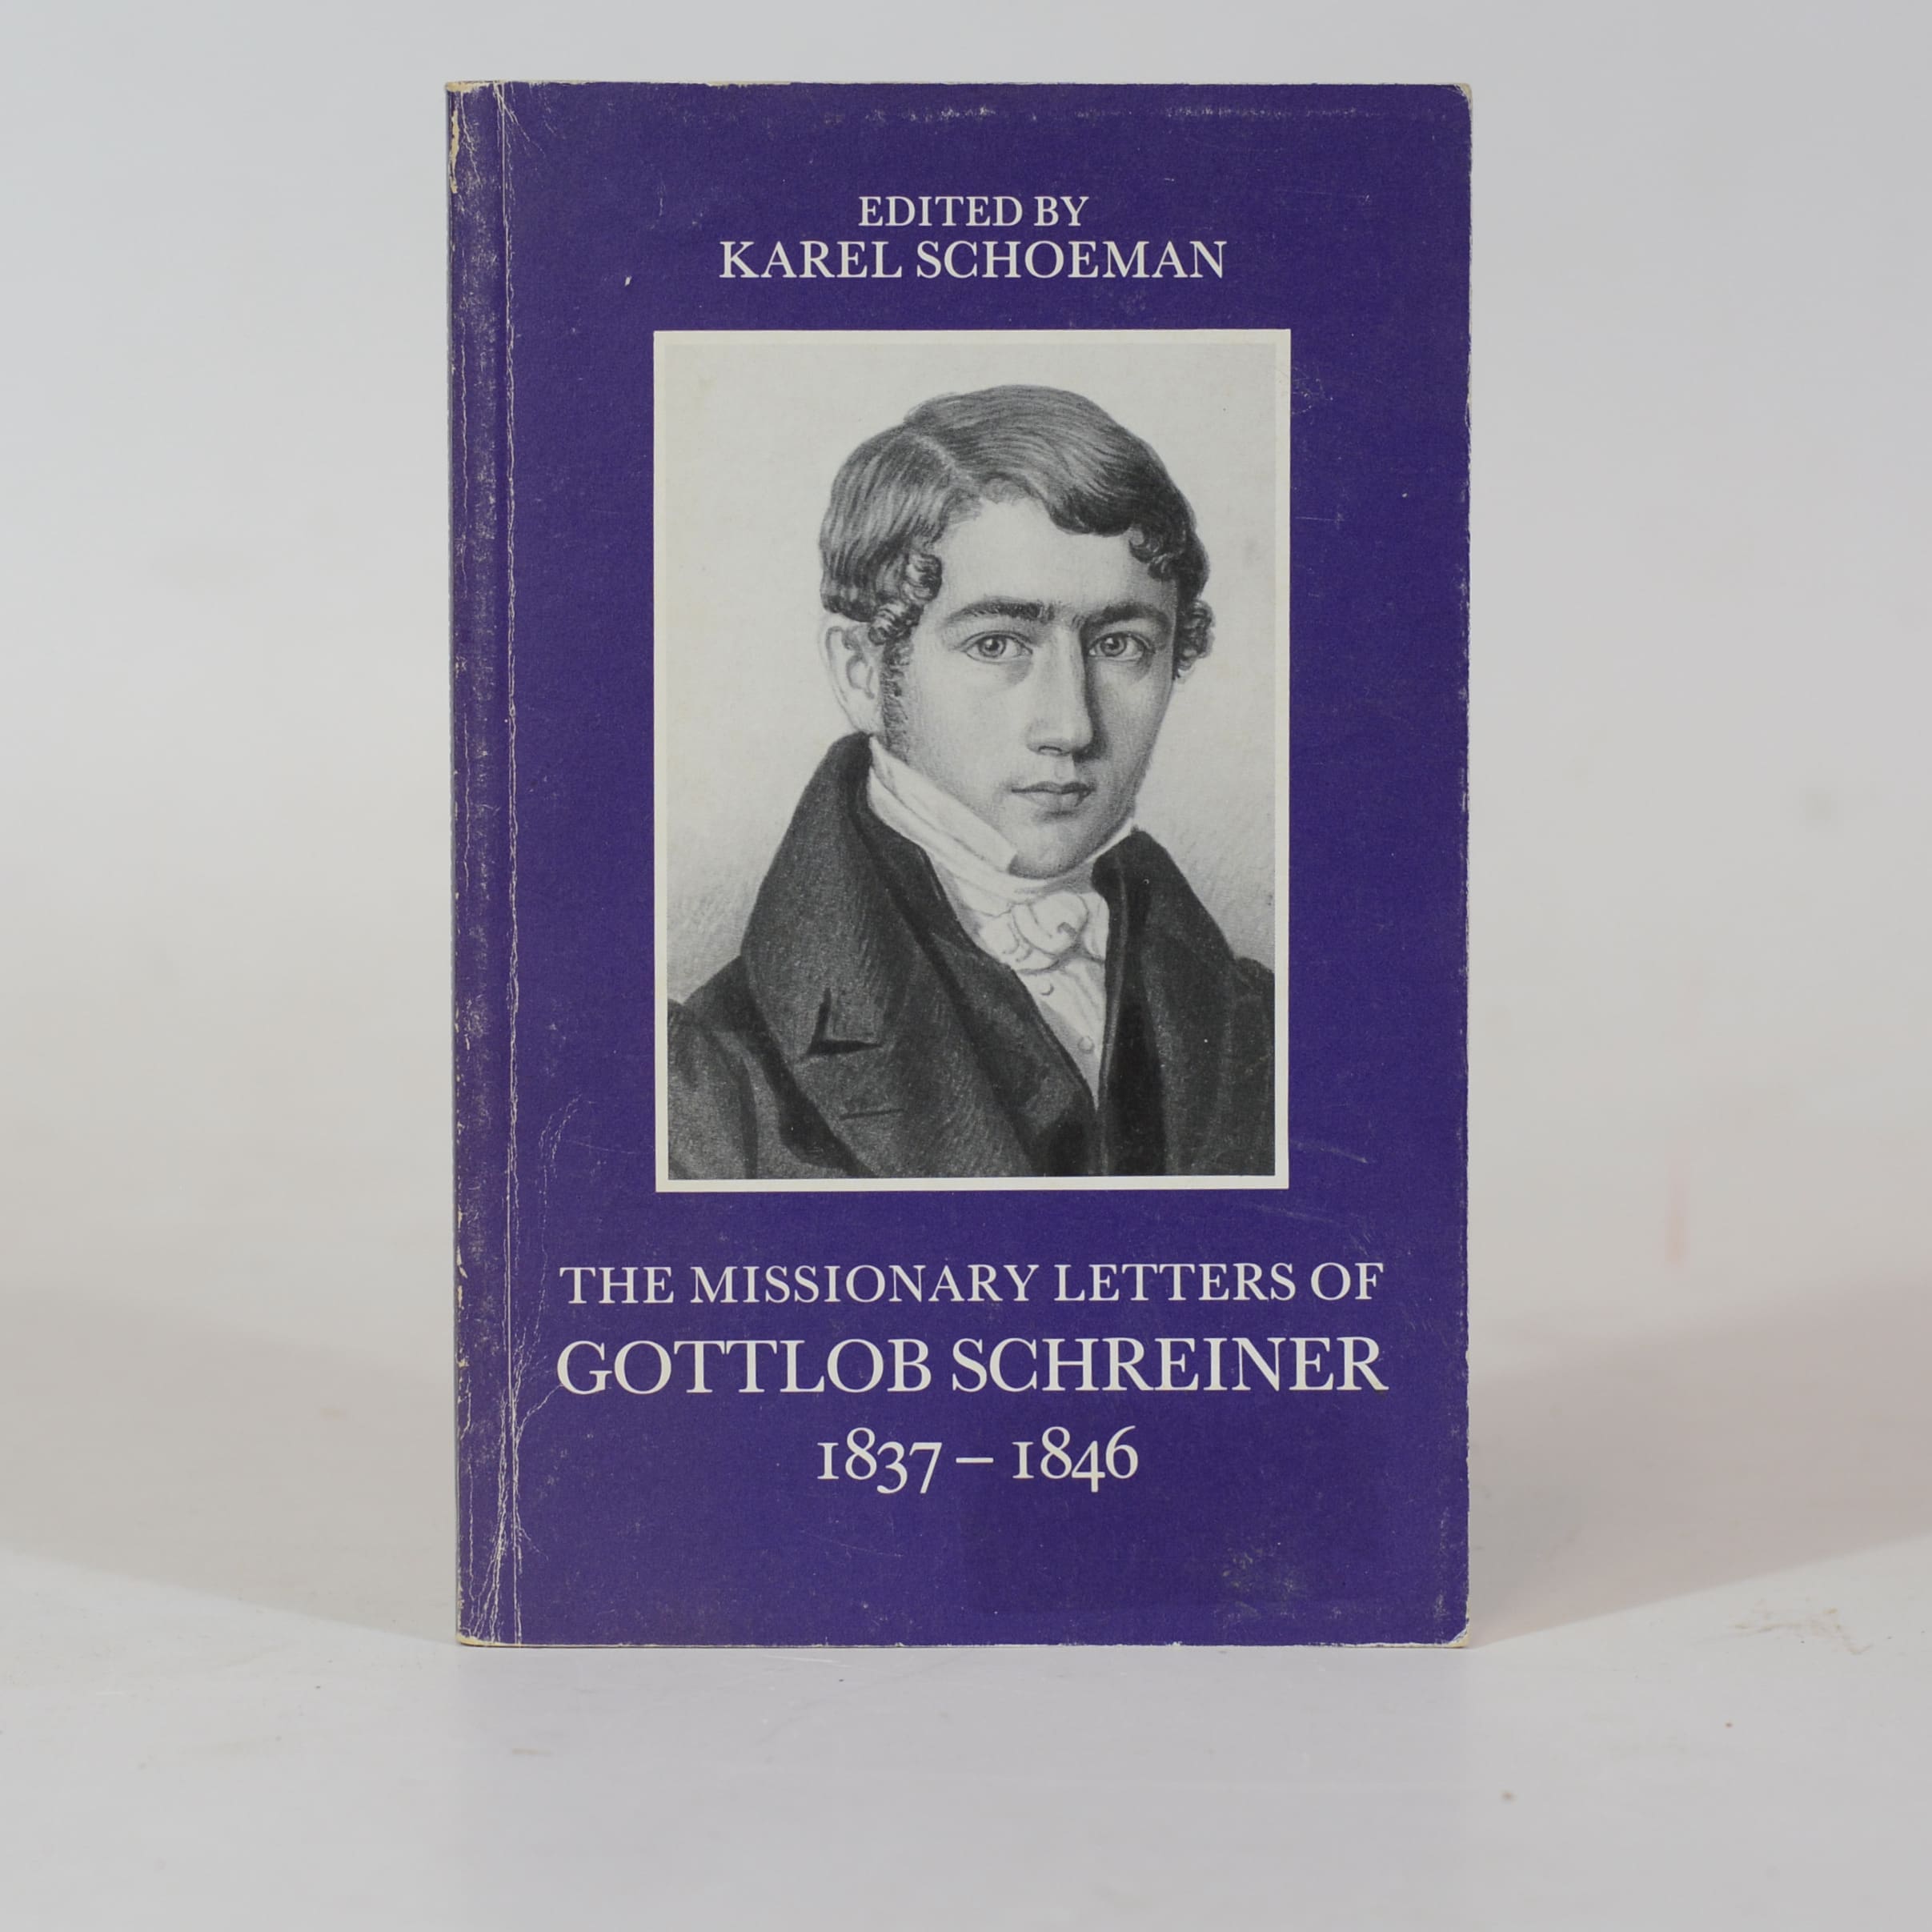 EDITED BY
KAREL SCHOEMAN
THE MISSIONARY LETTERS OF
GOTTLOB SCHREINER
1837 – 1846